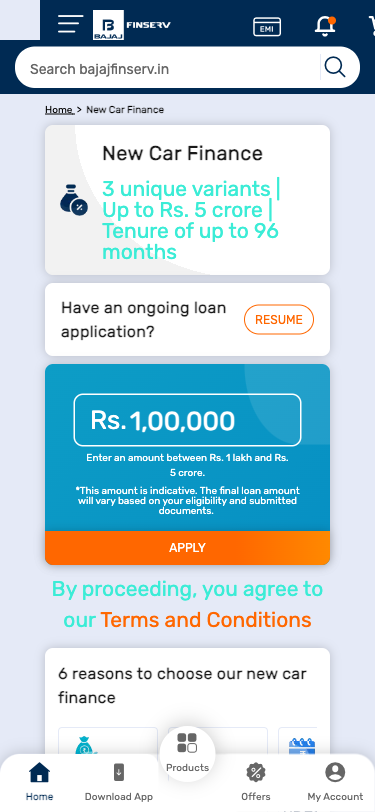 B
BAJAJ
FINSERV
EMI
Search bajajfinserv.in
Home > New Car Finance
New Car Finance
3 unique variants |
Up to Rs. 5 crore |
Tenure of up to 96
months
Have an ongoing loan
application?
RESUME
Rs. 1,00,000
Enter an amount between Rs. 1 lakh and Rs.
5 crore.
*This amount is indicative. The final loan amount
will vary based on your eligibility and submitted
documents.
APPLY
By proceeding, you agree to
our Terms and Conditions
6 reasons to choose our new car
finance
Home
Download App
Products
Offers
My Account